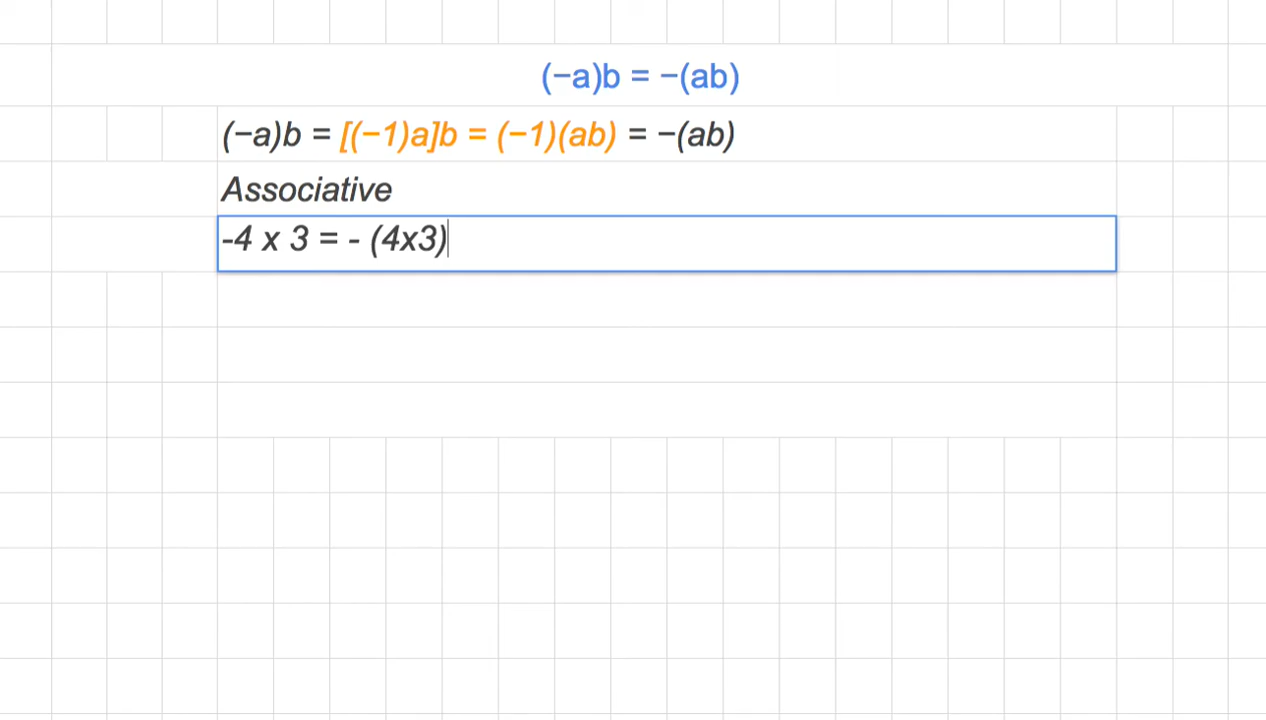 (−a)b = −(ab)
(−a)b = [(−1)a]b = (−1)(ab) = −(ab)
Associative
-4 x 3 = - (4x3)